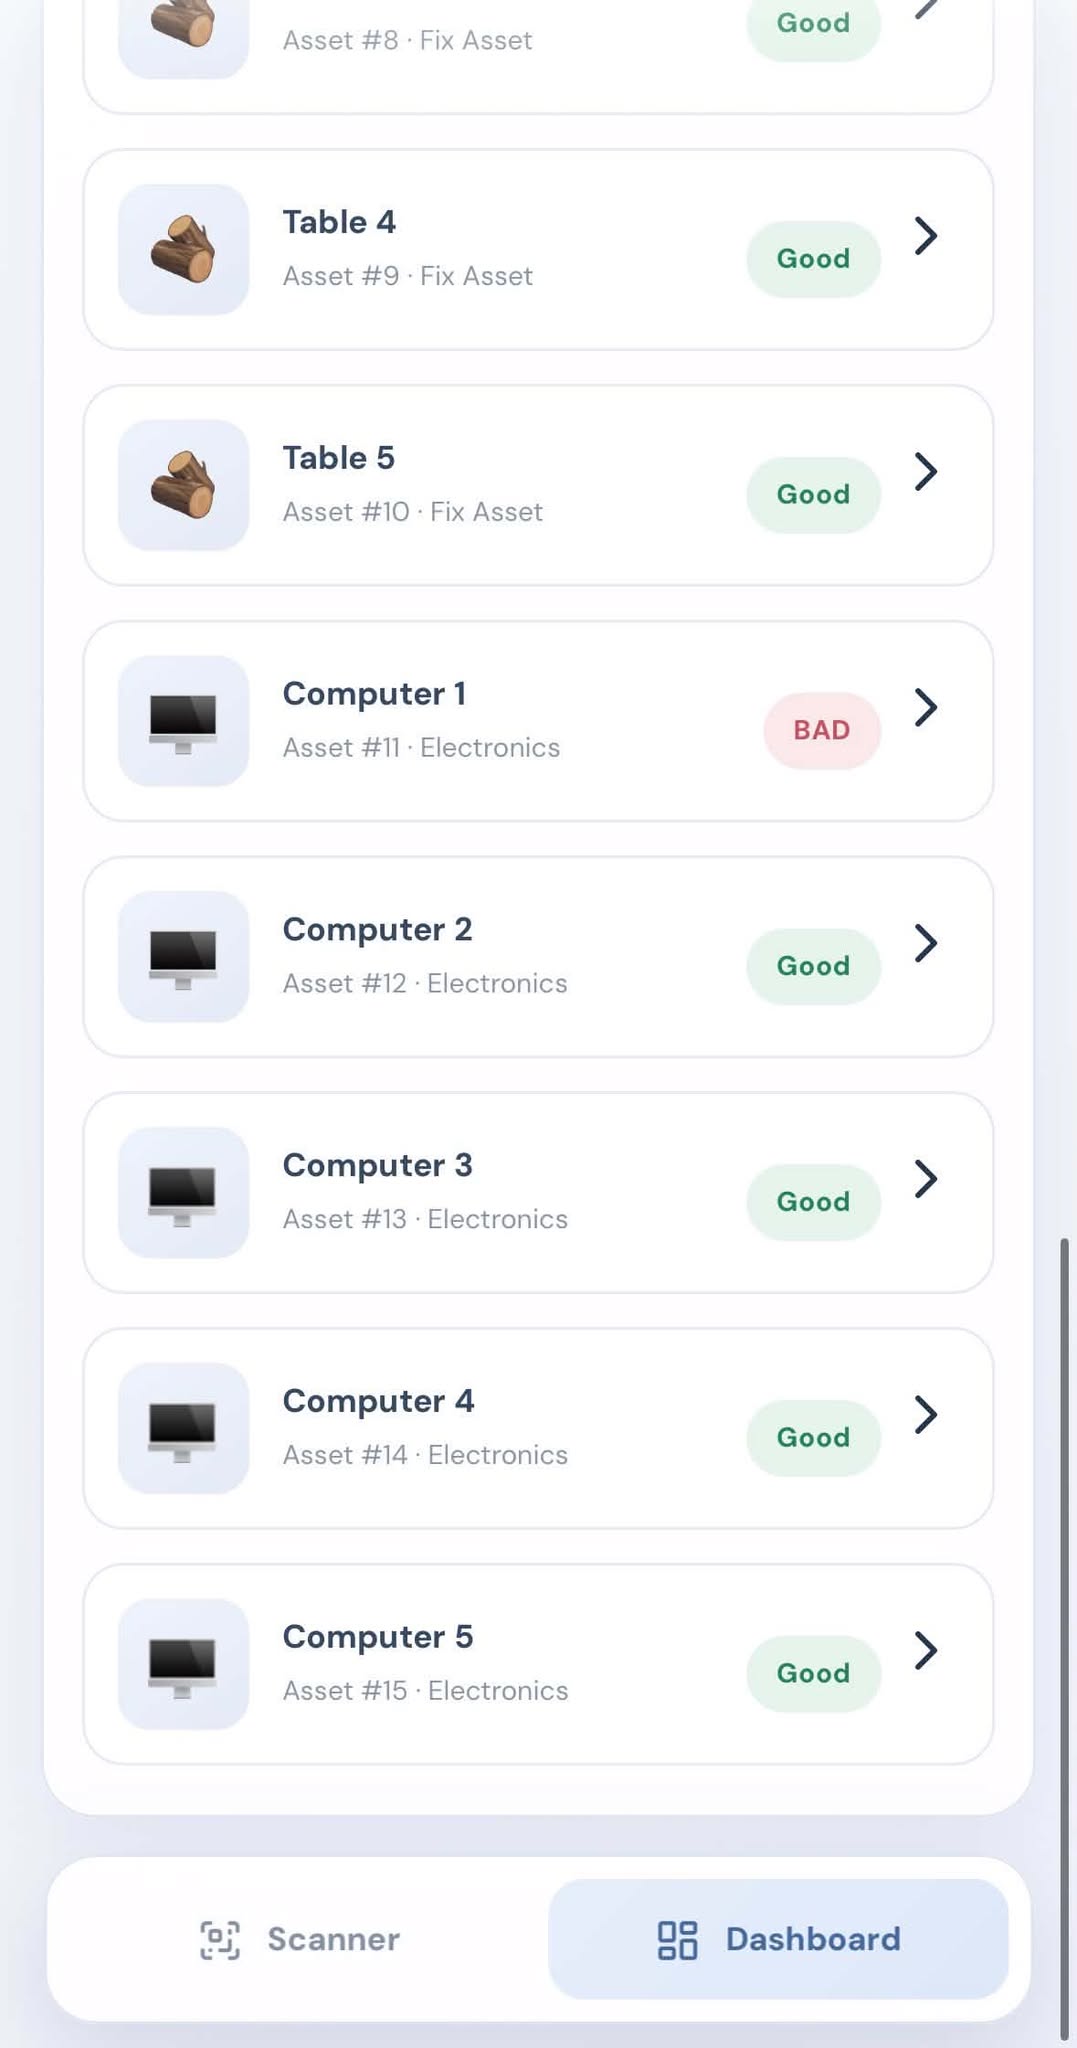 Asset #8 · Fix Asset
Good
Table 4
Asset #9 · Fix Asset
Good
Table 5
Asset #10 · Fix Asset
Good
Computer 1
Asset #11 · Electronics
BAD
Computer 2
Asset #12 · Electronics
Good
Computer 3
Asset #13 · Electronics
Good
Computer 4
Asset #14 · Electronics
Good
Computer 5
Asset #15 · Electronics
Good
Scanner
Dashboard